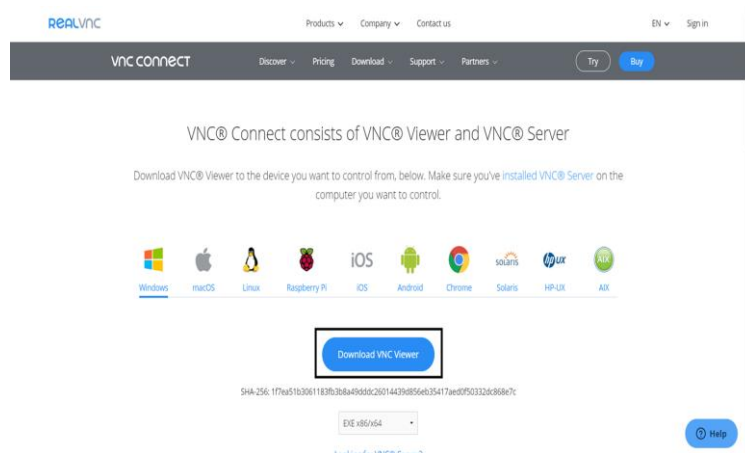 REALVNC
Products Company Contact us EN Sign in
vnc connect
Discover Pricing Download Support Partners Try Buy
VNC® Connect consists of VNC® Viewer and VNC® Server
Download VNC® Viewer to the device you want to control from, below. Make sure you've installed VNC® Server on the
computer you want to control.
iOS solaris hp UX AIX
Windows macOS Linux Raspberry Pi iOS Android Chrome Solaris HP-UX AIX
Download VNC Viewer
SHA-256:
EXE x86/x64
Help